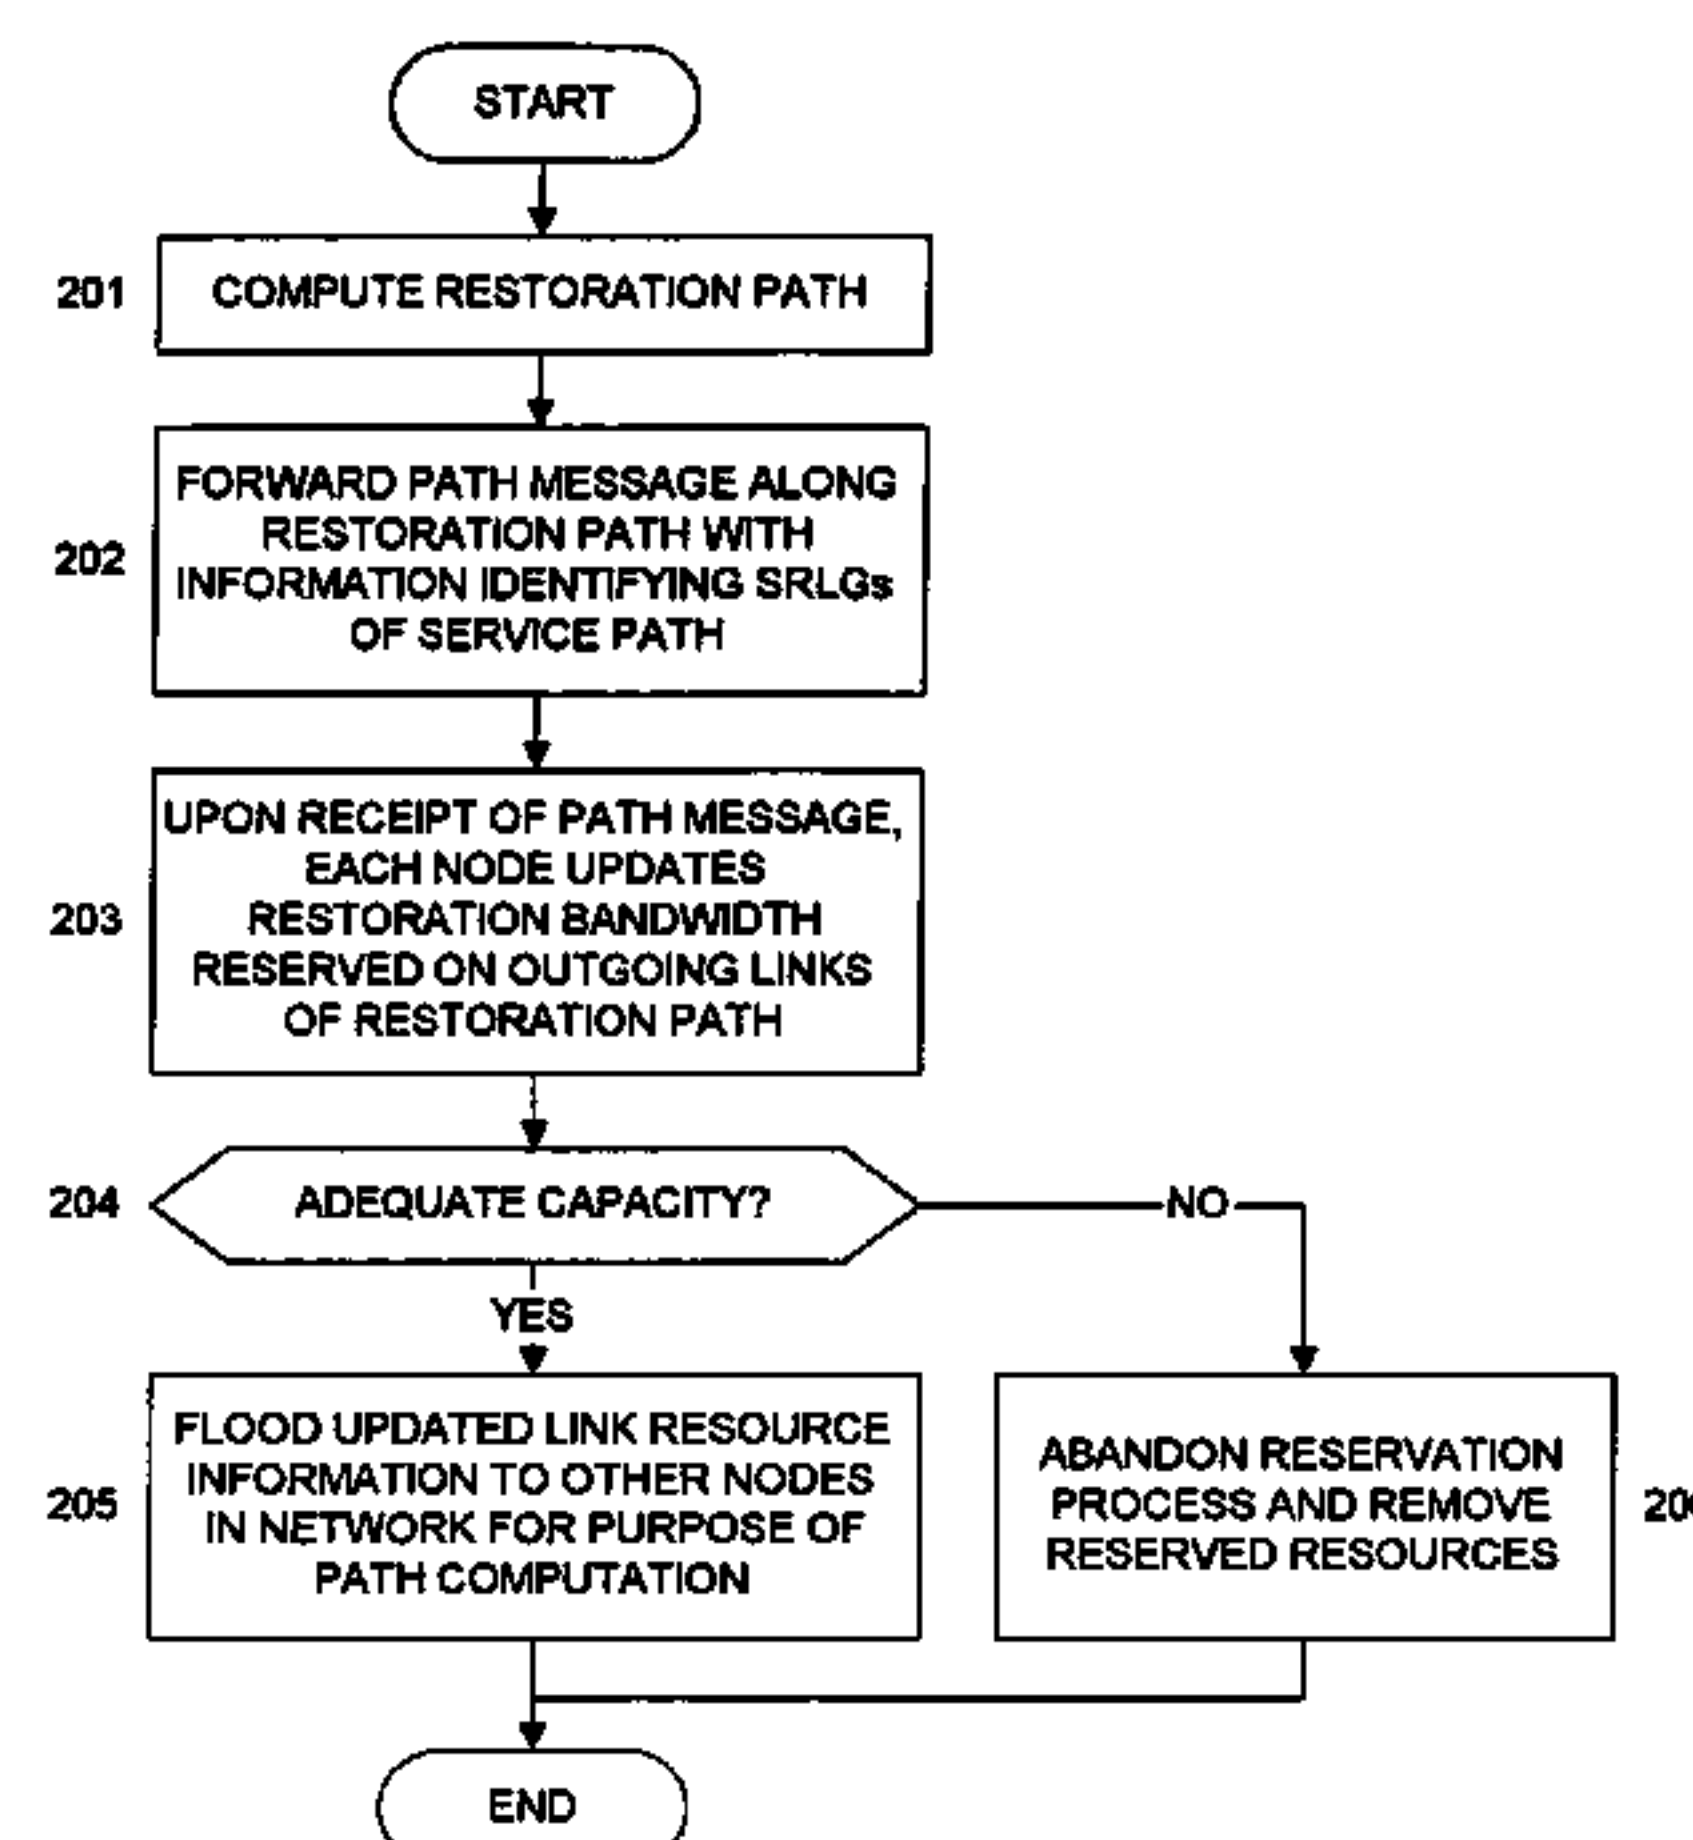 START
201
COMPUTE RESTORATION PATH
202
FORWARD PATH MESSAGE ALONG
RESTORATION PATH WITH
INFORMATION IDENTIFYING SRLGs
OF SERVICE PATH
203
UPON RECEIPT OF PATH MESSAGE,
EACH NODE UPDATES
RESTORATION BANDWIDTH
RESERVED ON OUTGOING LINKS
OF RESTORATION PATH
204
ADEQUATE CAPACITY?
NO
YES
205
FLOOD UPDATED LINK RESOURCE
INFORMATION TO OTHER NODES
IN NETWORK FOR PURPOSE OF
PATH COMPUTATION
ABANDON RESERVATION
PROCESS AND REMOVE
RESERVED RESOURCES
END